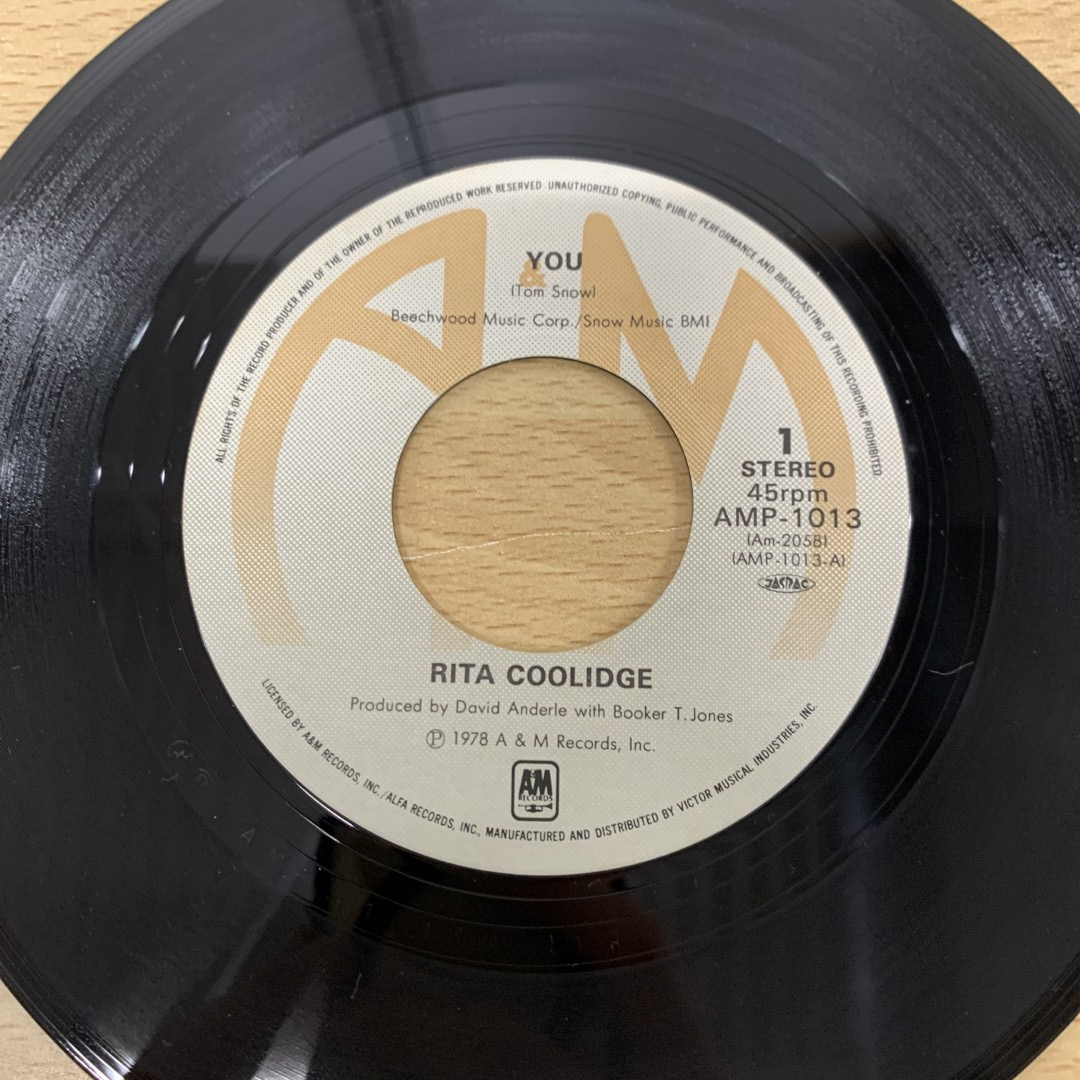 ALL RIGHTS OF THE RECORD PRODUCER AND OF THE OWNER OF THE REPRODUCED WORK RESERVED. UNAUTHORIZED COPYING, PUBLIC PERFORMANCE AND BROADCASTING OF THIS RECORDING PROHIBITED
A&M
YOU
(Tom Snow)
Beechwood Music Corp./Snow Music BMI
1
STEREO
45rpm
AMP-1013
(Am-2058)
(AMP-1013-A)
JASRAC
RITA COOLIDGE
Produced by David Anderle with Booker T. Jones
℗ 1978 A & M Records, Inc.
A&M
RECORDS
LICENSED BY A&M RECORDS, INC./ALFA RECORDS, INC., MANUFACTURED AND DISTRIBUTED BY VICTOR MUSICAL INDUSTRIES, INC.